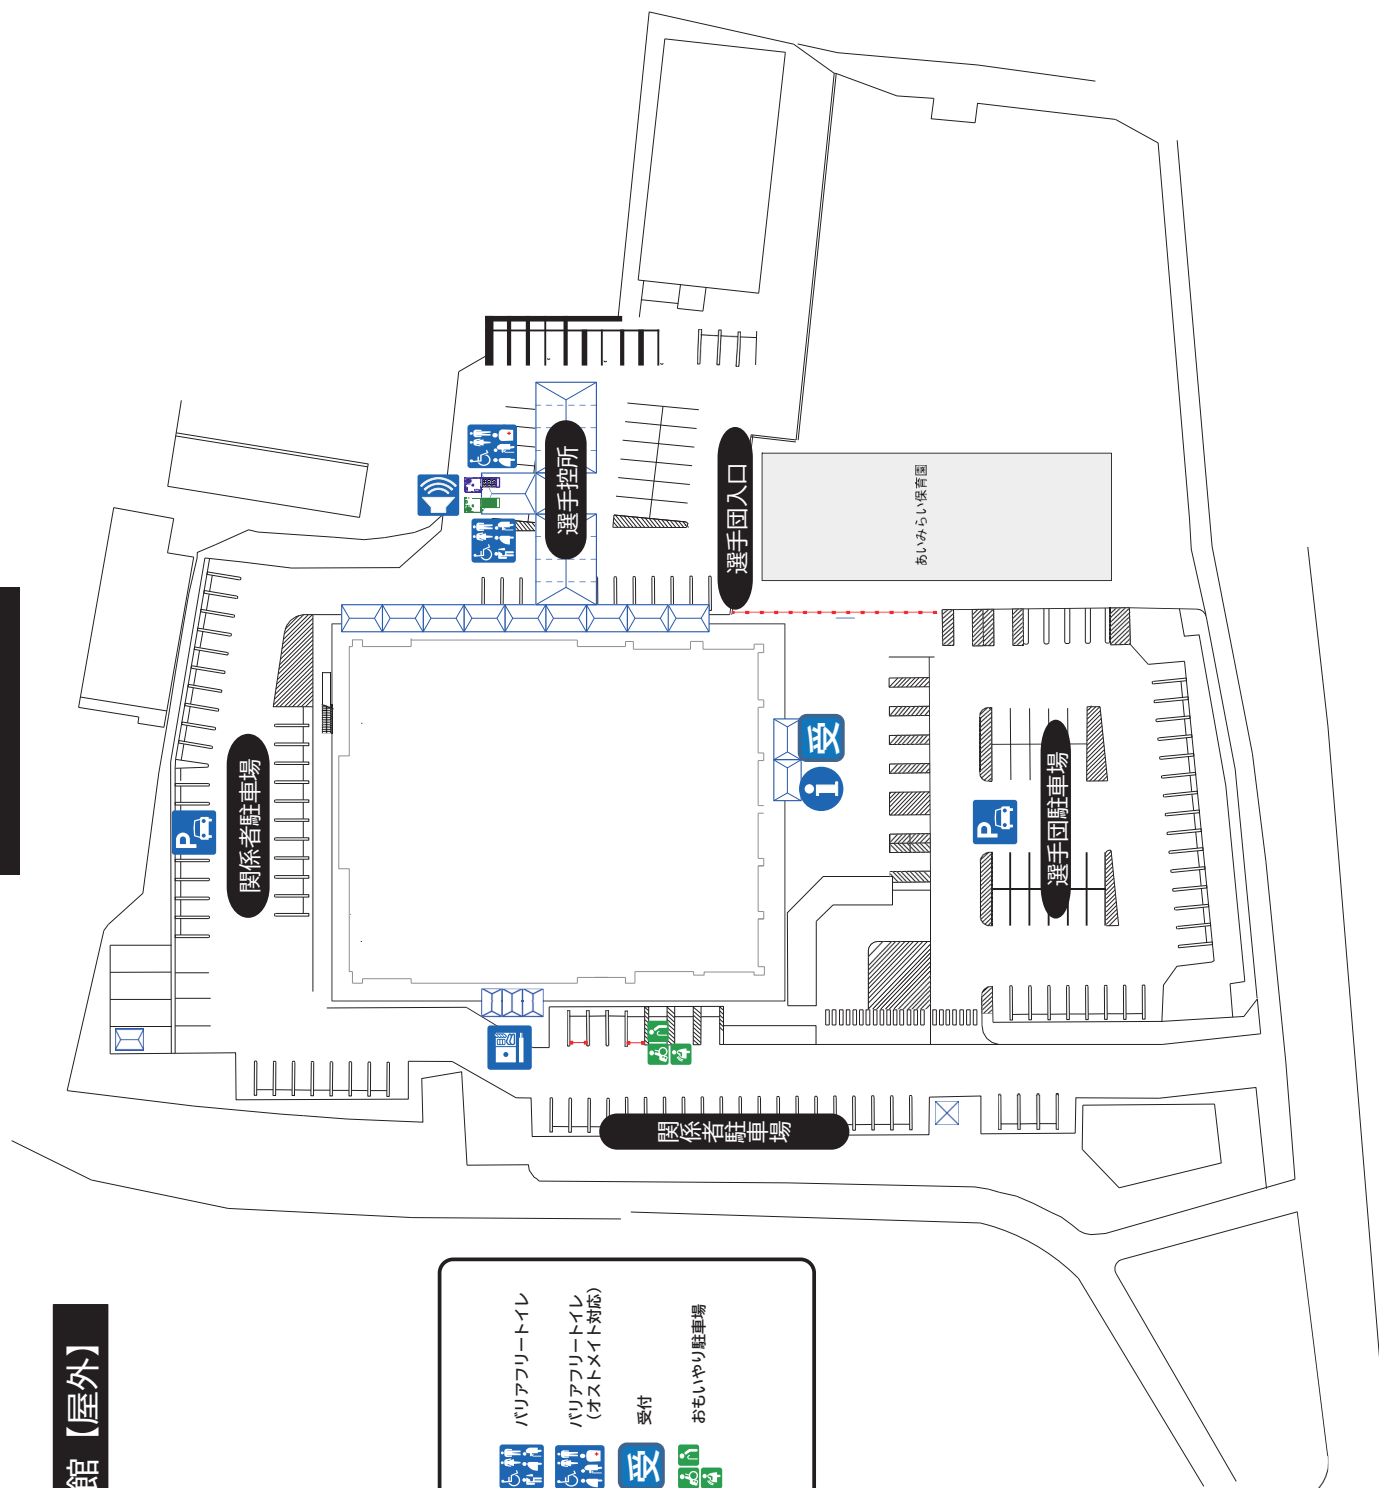 館【屋外】
関係者駐車場
P
選手控所
選手団入口
あいみらい保育園
受
i
P
選手団駐車場
関係者駐車場
バリアフリートイレ
バリアフリートイレ
（オストメイト対応）
受
受付
おもいやり駐車場